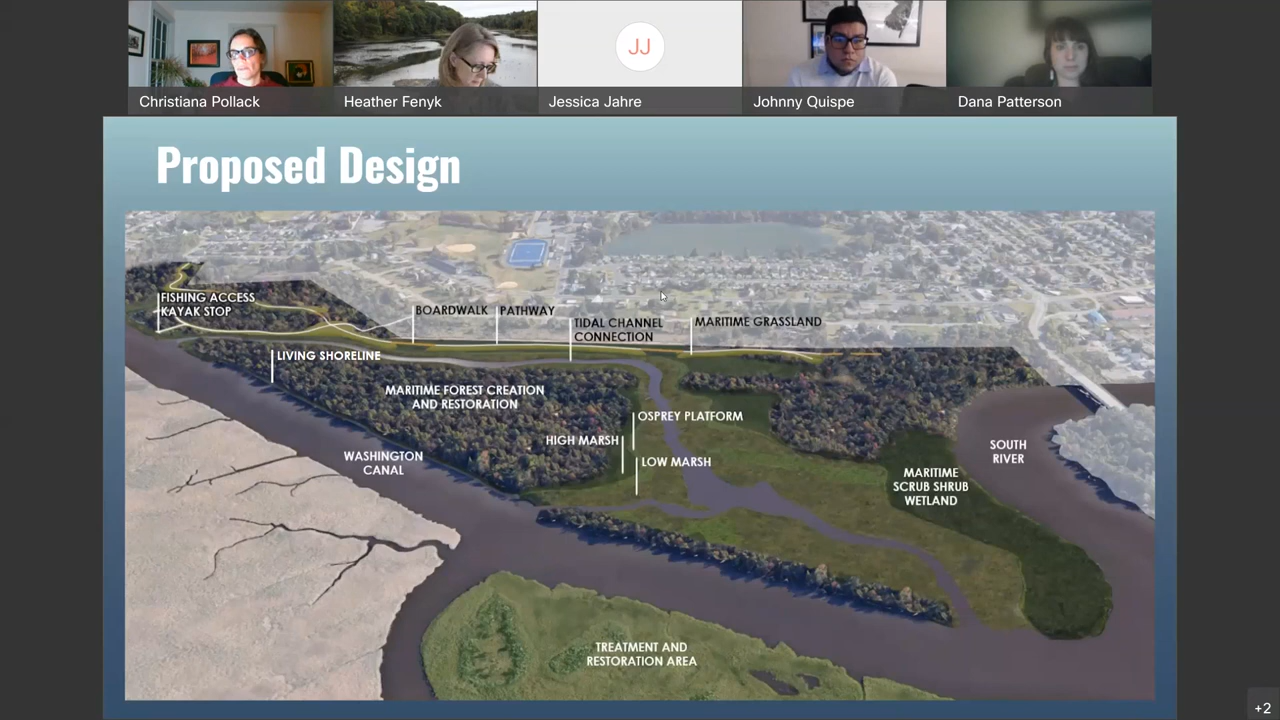 Christiana Pollack
Heather Fenyk
JJ
Jessica Jahre
Johnny Quispe
Dana Patterson
Proposed Design
FISHING ACCESS
KAYAK STOP
BOARDWALK
PATHWAY
TIDAL CHANNEL
CONNECTION
MARITIME GRASSLAND
LIVING SHORELINE
MARITIME FOREST CREATION
AND RESTORATION
OSPREY PLATFORM
HIGH MARSH
LOW MARSH
WASHINGTON
CANAL
SOUTH
RIVER
MARITIME
SCRUB SHRUB
WETLAND
TREATMENT AND
RESTORATION AREA
+2